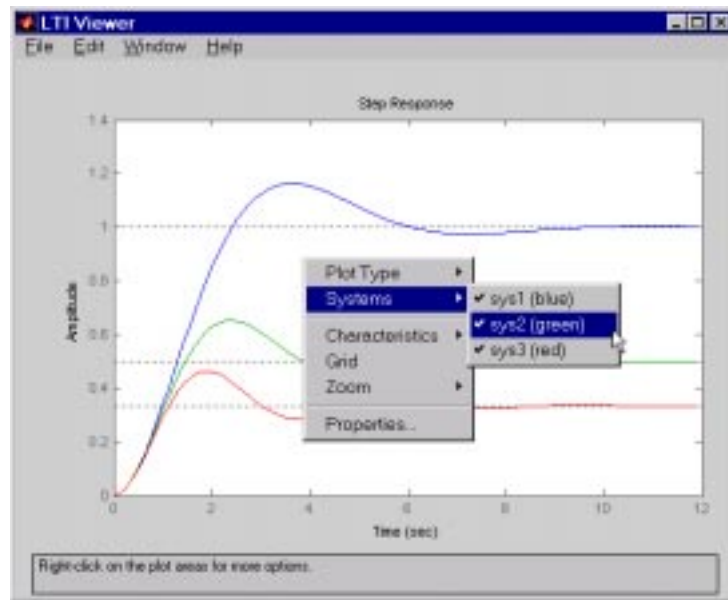 LTI Viewer
File Edit Window Help
Step Response
1.4
1.2
1
0.8
0.6
0.4
0.2
0
Amplitude
0 2 4 6 8 10 12
Time (sec)
Plot Type
Systems
Characteristics
Grid
Zoom
Properties...
✔ sys1 (blue)
✔ sys2 (green)
✔ sys3 (red)
Right-click on the plot areas for more options.